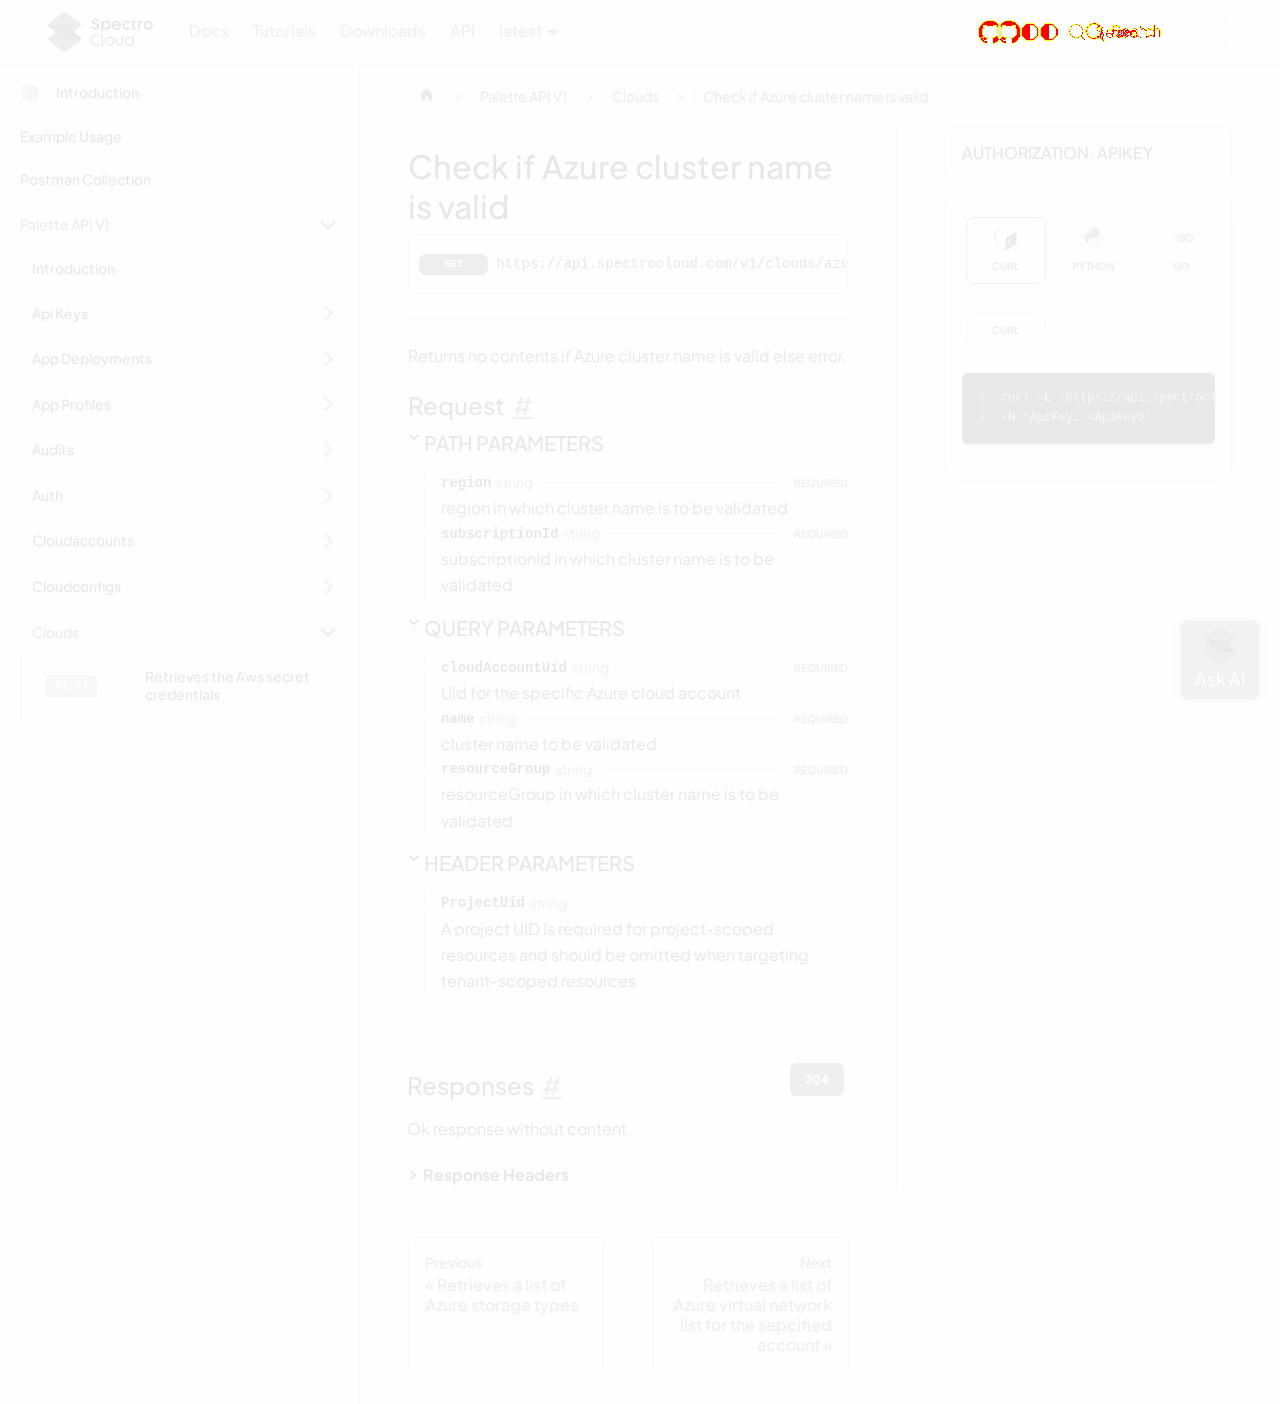 Spectro
Cloud
Docs
Tutorials
Downloads
API
latest
Search
Introduction
Example Usage
Postman Collection
Palette API V1
Introduction
Api Keys
App Deployments
App Profiles
Audits
Auth
Cloudaccounts
Cloudconfigs
Clouds
POST
Retrieves the Aws secret
credentials
Palette API V1
Clouds
Check if Azure cluster name is valid
Check if Azure cluster name
is valid
GET
https://api.spectrocloud.com/v1/clouds/azu
Returns no contents if Azure cluster name is valid else error.
Request #
PATH PARAMETERS
region string REQUIRED
region in which cluster name is to be validated
subscriptionId string REQUIRED
subscriptionId in which cluster name is to be
validated
QUERY PARAMETERS
cloudAccountUid string REQUIRED
Uid for the specific Azure cloud account
name string REQUIRED
cluster name to be validated
resourceGroup string REQUIRED
resourceGroup in which cluster name is to be
validated
HEADER PARAMETERS
ProjectUid string
A project UID is required for project-scoped
resources and should be omitted when targeting
tenant-scoped resources
Responses #
204
Ok response without content
Response Headers
Previous
« Retrieves a list of
Azure storage types
Next
Retrieves a list of
Azure virtual network
list for the sepcified
account »
AUTHORIZATION: APIKEY
CURL
PYTHON
GO
GO
CURL
1 curl -L 'https://api.spectrocl
2 -H 'ApiKey: <ApiKey>'
Ask AI